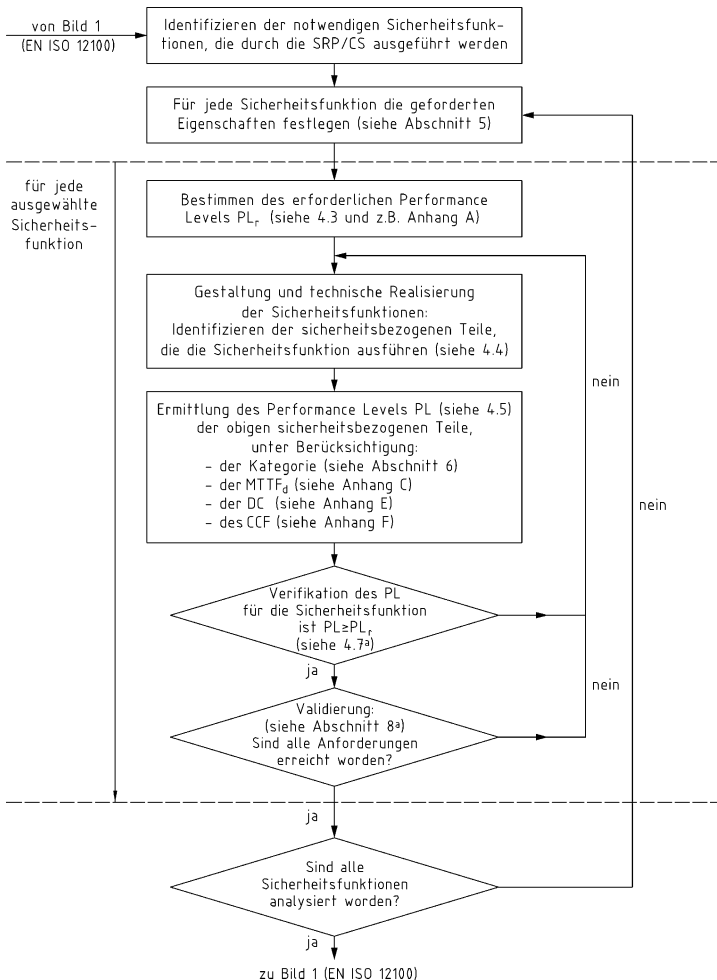 von Bild 1
(EN ISO 12100)
Identifizieren der notwendigen Sicherheitsfunk-
tionen, die durch die SRP/CS ausgeführt werden
Für jede Sicherheitsfunktion die geforderten
Eigenschaften festlegen (siehe Abschnitt 5)
für jede
ausgewählte
Sicherheits-
funktion
Bestimmen des erforderlichen Performance
Levels PLr (siehe 4.3 und z.B. Anhang A)
Gestaltung und technische Realisierung
der Sicherheitsfunktionen:
Identifizieren der sicherheitsbezogenen Teile,
die die Sicherheitsfunktion ausführen (siehe 4.4)
nein
Ermittlung des Performance Levels PL (siehe 4.5)
der obigen sicherheitsbezogenen Teile,
unter Berücksichtigung:
- der Kategorie (siehe Abschnitt 6)
- der MTTFd (siehe Anhang C)
- der DC (siehe Anhang E)
- des CCF (siehe Anhang F)
nein
Verifikation des PL
für die Sicherheitsfunktion
ist PL≥PLr
(siehe 4.7ª)
ja
nein
Validierung:
(siehe Abschnitt 8ª)
Sind alle Anforderungen
erreicht worden?
ja
Sind alle
Sicherheitsfunktionen
analysiert worden?
ja
zu Bild 1 (EN ISO 12100)